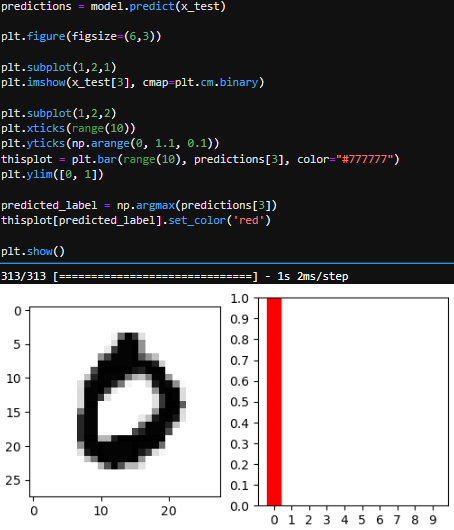 predictions = model.predict(x_test)
plt.figure(figsize=(6,3))
plt.subplot(1,2,1)
plt.imshow(x_test[3], cmap=plt.cm.binary)
plt.subplot(1,2,2)
plt.xticks(range(10))
plt.yticks(np.arange(0, 1.1, 0.1))
thisplot = plt.bar(range(10), predictions[3], color="#777777")
plt.ylim([0, 1])
predicted_label = np.argmax(predictions[3])
thisplot[predicted_label].set_color('red')
plt.show()
313/313 [==============================] - 1s 2ms/step
0
5
10
15
20
25
0 10 20
1.0
0.9
0.8
0.7
0.6
0.5
0.4
0.3
0.2
0.1
0.0
0 1 2 3 4 5 6 7 8 9